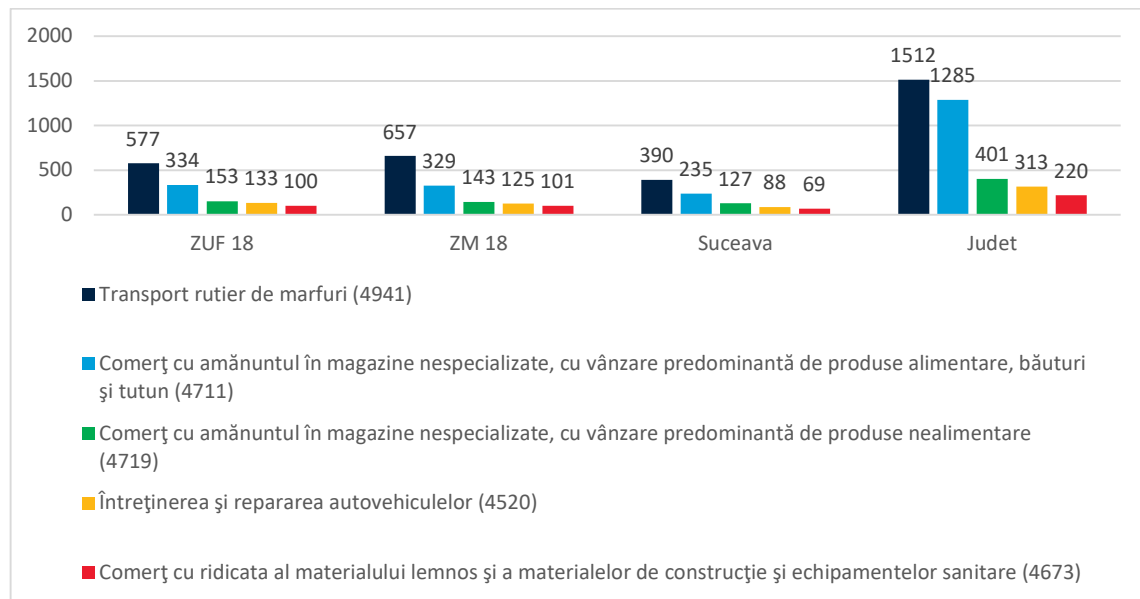 2000
1500
1000
500
0
577
334
153
133
100
657
329
143
125
101
390
235
127
88
69
1512
1285
401
313
220
ZUF 18
ZM 18
Suceava
Judet
Transport rutier de marfuri (4941)
Comerţ cu amănuntul în magazine nespecializate, cu vânzare predominantă de produse alimentare, băuturi
şi tutun (4711)
Comerţ cu amănuntul în magazine nespecializate, cu vânzare predominantă de produse nealimentare
(4719)
Întreţinerea şi repararea autovehiculelor (4520)
Comerţ cu ridicata al materialului lemnos şi a materialelor de construcţie şi echipamentelor sanitare (4673)